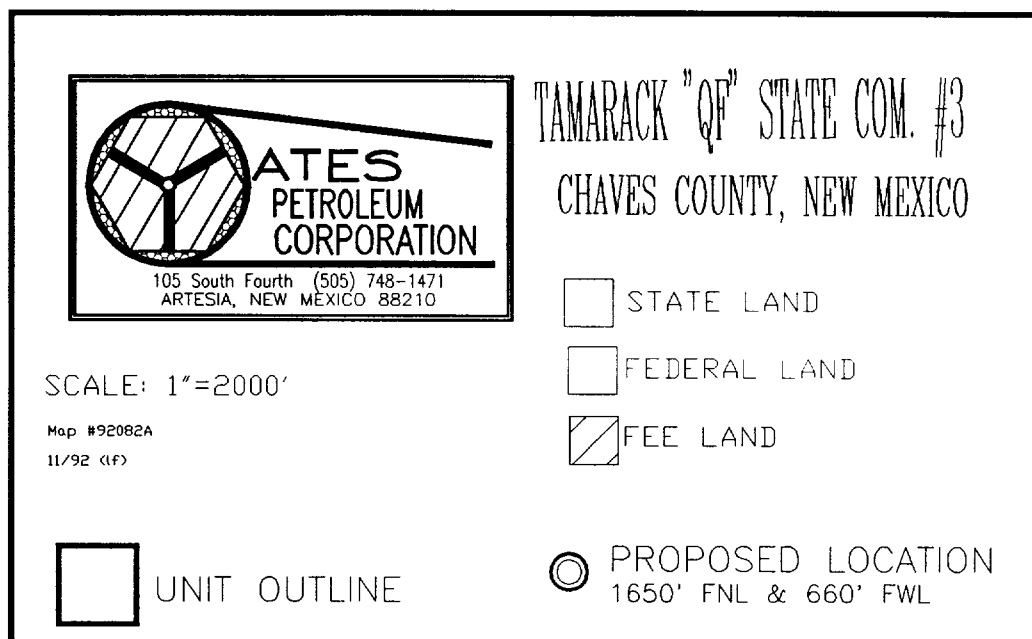 ATES
PETROLEUM
CORPORATION
105 South Fourth (505) 748-1471
ARTESIA, NEW MEXICO 88210
TAMARACK "QF" STATE COM. #3
CHAVES COUNTY, NEW MEXICO
STATE LAND
FEDERAL LAND
FEE LAND
SCALE: 1"=2000'
Map #92082A
11/92 (lf)
UNIT OUTLINE
PROPOSED LOCATION
1650' FNL & 660' FWL